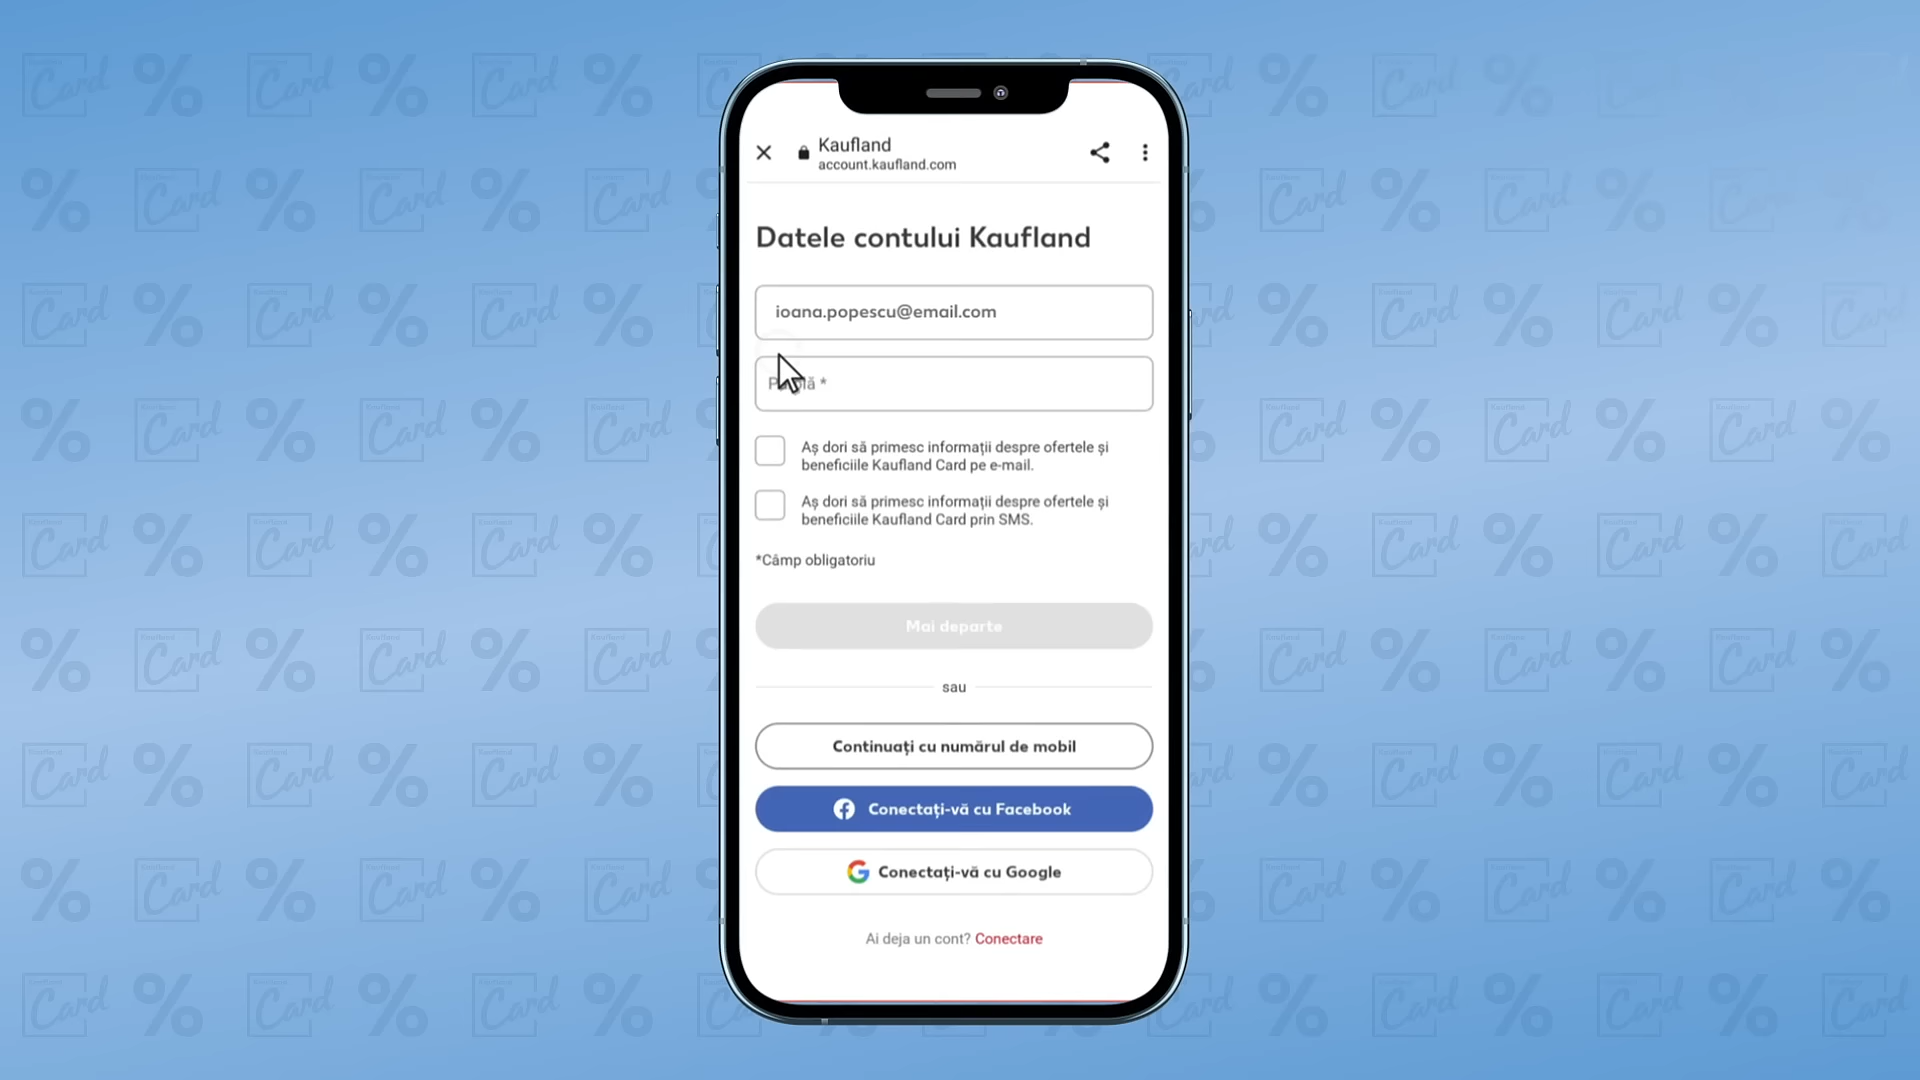 Kaufland
account.kaufland.com
Datele contului Kaufland
ioana.popescu@email.com
Aș dori să primesc informații despre ofertele și
beneficiile Kaufland Card pe e-mail.
Aș dori să primesc informații despre ofertele și
beneficiile Kaufland Card prin SMS.
*Câmp obligatoriu
Mai departe
sau
Continuați cu numărul de mobil
Conectați-vă cu Facebook
Conectați-vă cu Google
Ai deja un cont? Conectare